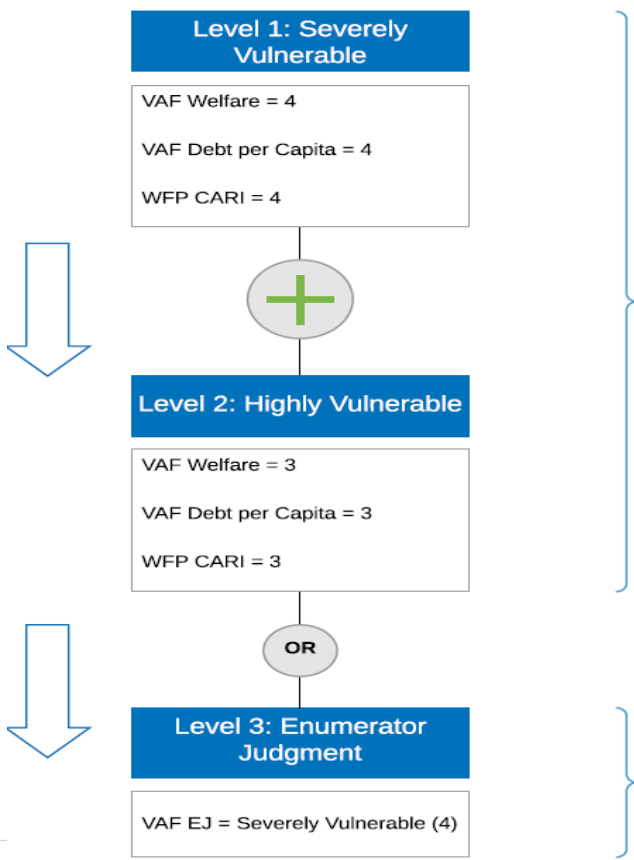 Level 1: Severely
Vulnerable
VAF Welfare = 4
VAF Debt per Capita = 4
WFP CARI = 4
Level 2: Highly Vulnerable
VAF Welfare = 3
VAF Debt per Capita = 3
WFP CARI = 3
OR
Level 3: Enumerator
Judgment
VAF EJ = Severely Vulnerable (4)